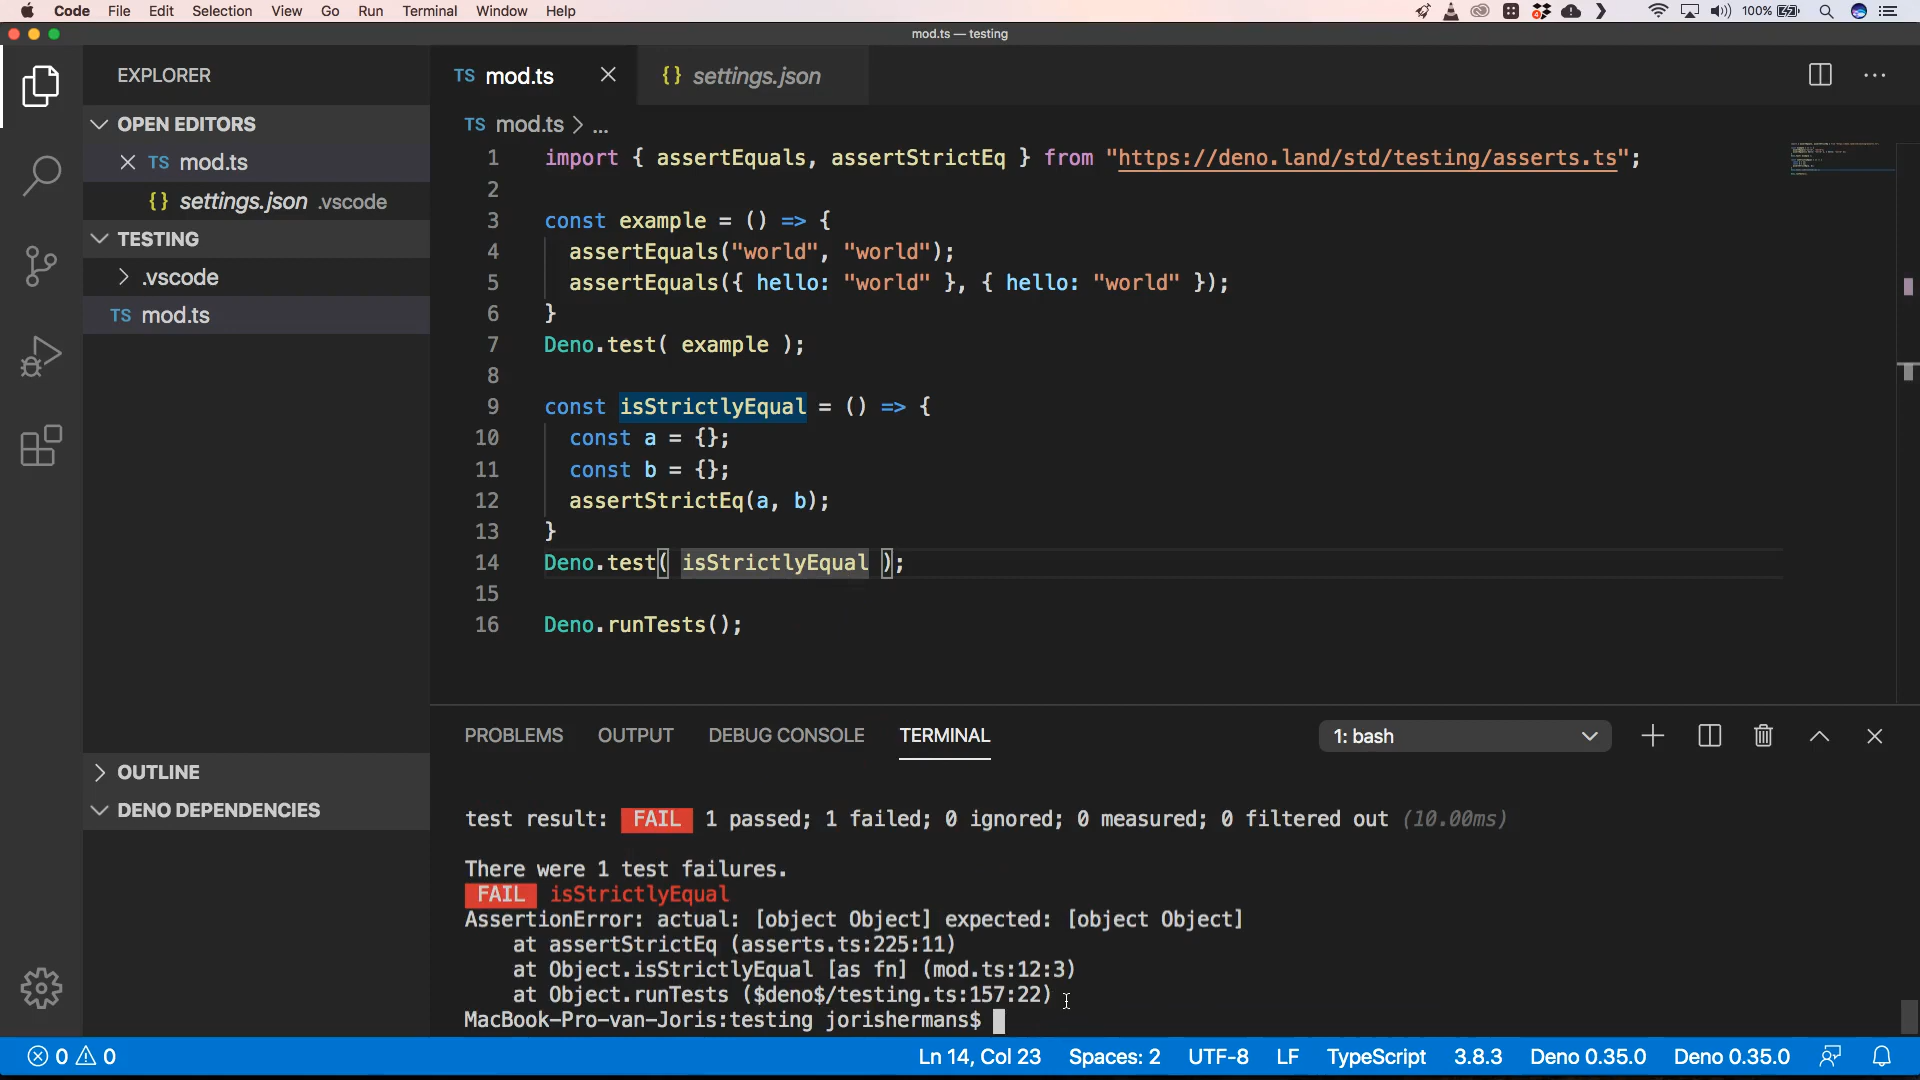 Code File Edit Selection View Go Run Terminal Window Help 100%
mod.ts — testing
EXPLORER
OPEN EDITORS
TS mod.ts
{} settings.json .vscode
TESTING
.vscode
TS mod.ts
OUTLINE
DENO DEPENDENCIES
TS mod.ts {} settings.json
TS mod.ts > ...
1 import { assertEquals, assertStrictEq } from "https://deno.land/std/testing/asserts.ts";
2
3 const example = () => {
4 assertEquals("world", "world");
5 assertEquals({ hello: "world" }, { hello: "world" });
6 }
7 Deno.test( example );
8
9 const isStrictlyEqual = () => {
10 const a = {};
11 const b = {};
12 assertStrictEq(a, b);
13 }
14 Deno.test( isStrictlyEqual );
15
16 Deno.runTests();
PROBLEMS OUTPUT DEBUG CONSOLE TERMINAL 1: bash
test result: FAIL 1 passed; 1 failed; 0 ignored; 0 measured; 0 filtered out (10.00ms)
There were 1 test failures.
FAIL isStrictlyEqual
AssertionError: actual: [object Object] expected: [object Object]
at assertStrictEq (asserts.ts:225:11)
at Object.isStrictlyEqual [as fn] (mod.ts:12:3)
at Object.runTests ($deno$/testing.ts:157:22)
MacBook-Pro-van-Joris:testing jorishermans$
0 0 Ln 14, Col 23 Spaces: 2 UTF-8 LF TypeScript 3.8.3 Deno 0.35.0 Deno 0.35.0